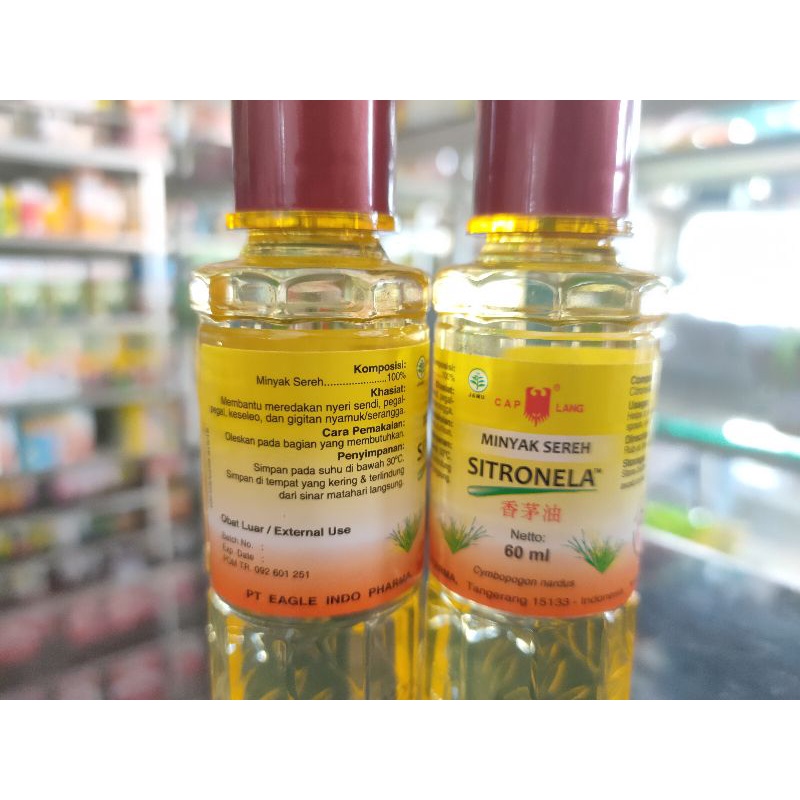 Komposisi:
Minyak Sereh.......................100%
Khasiat:
Membantu meredakan nyeri sendi, pegal-
pegal, keseleo, dan gigitan nyamuk/serangga.
Cara Pemakaian:
Oleskan pada bagian yang membutuhkan.
Penyimpanan:
Simpan pada suhu di bawah 30°C.
Simpan di tempat yang kering & terlindung
dari sinar matahari langsung.
Obat Luar / External Use
Batch No. :
Exp. Date :
POM T.R. 092 601 251
PT EAGLE INDO PHARMA
JAMU
CAP LANG
®
MINYAK SEREH
SITRONELA™
香茅油
Netto:
60 ml
Cymbopogon nardus
Tangerang 15133 - Indonesia